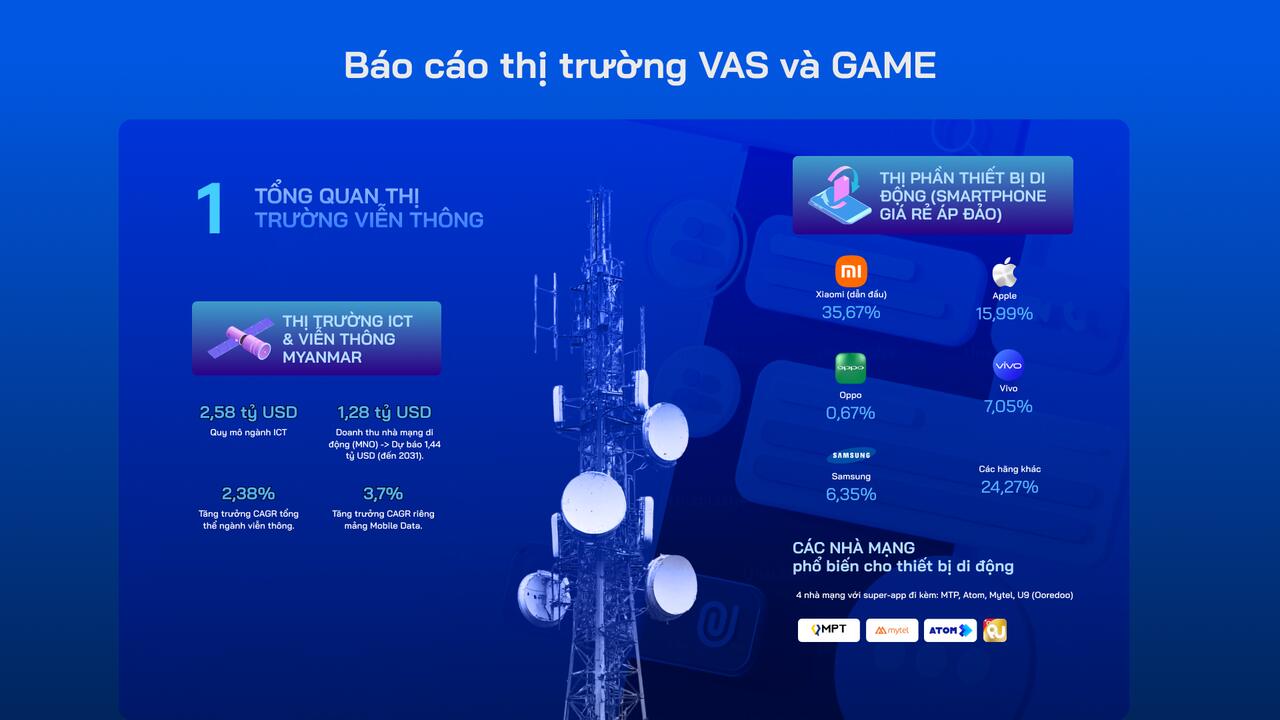 Báo cáo thị trường VAS và GAME
1
TỔNG QUAN THỊ
TRƯỜNG VIỄN THÔNG
THỊ TRƯỜNG ICT
& VIỄN THÔNG
MYANMAR
2,58 tỷ USD
Quy mô ngành ICT
1,28 tỷ USD
Doanh thu nhà mạng di
động (MNO) -> Dự báo 1,44
tỷ USD (đến 2031).
2,38%
Tăng trưởng CAGR tổng
thể ngành viễn thông.
3,7%
Tăng trưởng CAGR riêng
mảng Mobile Data.
THỊ PHẦN THIẾT BỊ DI
ĐỘNG (SMARTPHONE
GIÁ RẺ ÁP ĐẢO)
mi
Xiaomi (dẫn đầu)
35,67%
Apple
15,99%
oppo
Oppo
0,67%
vivo
Vivo
7,05%
SAMSUNG
Samsung
6,35%
Các hãng khác
24,27%
CÁC NHÀ MẠNG
phổ biến cho thiết bị di động
4 nhà mạng với super-app đi kèm: MTP, Atom, Mytel, U9 (Ooredoo)
MPT
mytel
ATOM